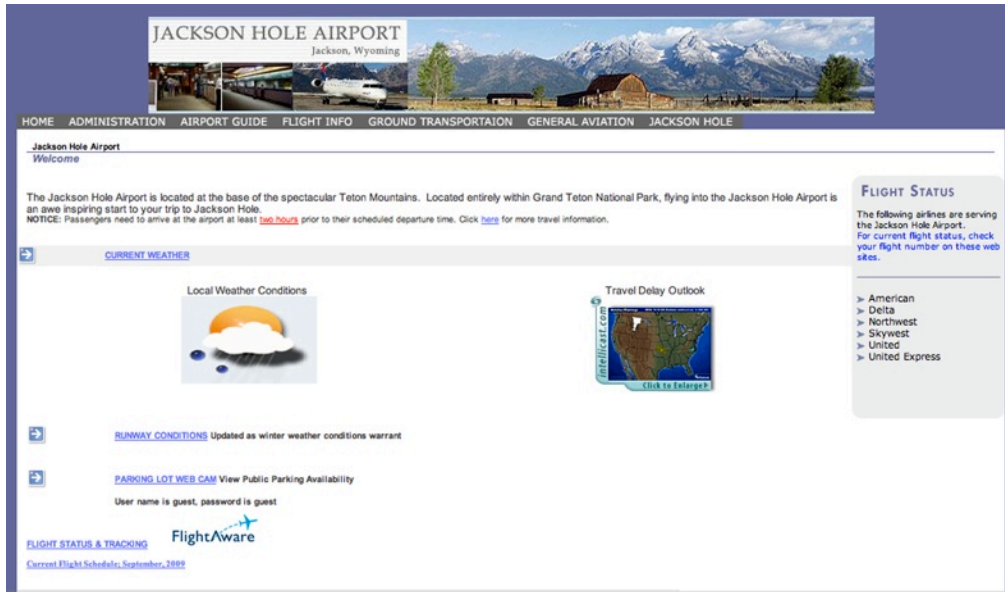 JACKSON HOLE AIRPORT
Jackson, Wyoming
HOME ADMINISTRATION AIRPORT GUIDE FLIGHT INFO GROUND TRANSPORTAION GENERAL AVIATION JACKSON HOLE
Jackson Hole Airport
Welcome
The Jackson Hole Airport is located at the base of the spectacular Teton Mountains. Located entirely within Grand Teton National Park, flying into the Jackson Hole Airport is
an awe inspiring start to your trip to Jackson Hole.
NOTICE: Passengers need to arrive at the airport at least two hours prior to their scheduled departure time. Click here for more travel information.
CURRENT WEATHER
Local Weather Conditions
Travel Delay Outlook
intellicast.com
Click to Enlarge
RUNWAY CONDITIONS Updated as winter weather conditions warrant
PARKING LOT WEB CAM View Public Parking Availability
User name is guest, password is guest
FLIGHT STATUS & TRACKING
FlightAware
Current Flight Schedule; September, 2009
FLIGHT STATUS
The following airlines are serving
the Jackson Hole Airport.
For current flight status, check
your flight number on these web
sites.
American
Delta
Northwest
Skywest
United
United Express